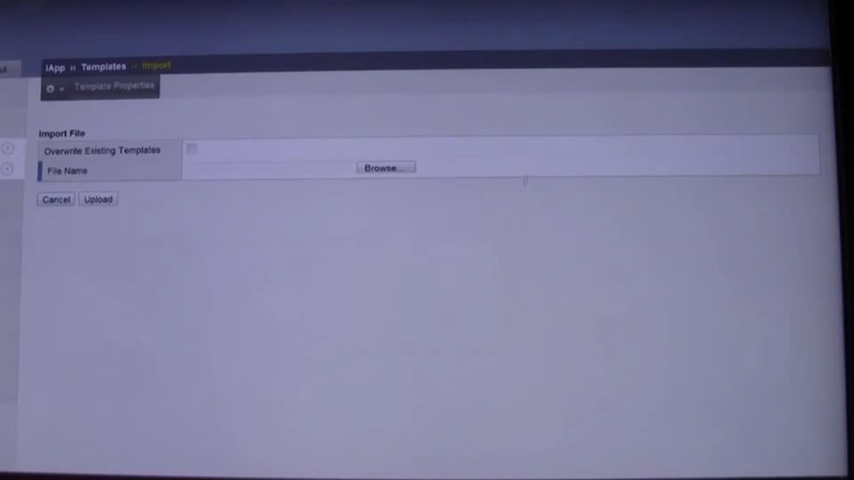 iApp ›› Templates ›› Import
Template Properties
Import File
Overwrite Existing Templates
File Name Browse...
Cancel Upload